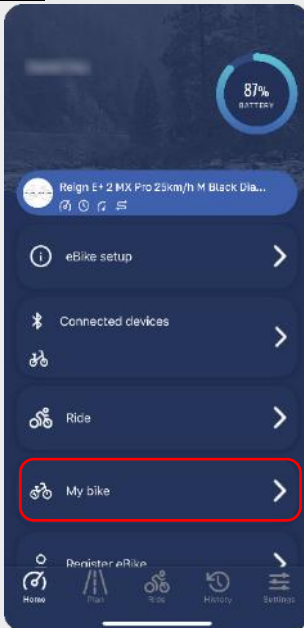 87%
BATTERY
Reign E+ 2 MX Pro 25km/h M Black Dia...
eBike setup
Connected devices
Ride
My bike
Register eBike
Home Plan Ride History Settings